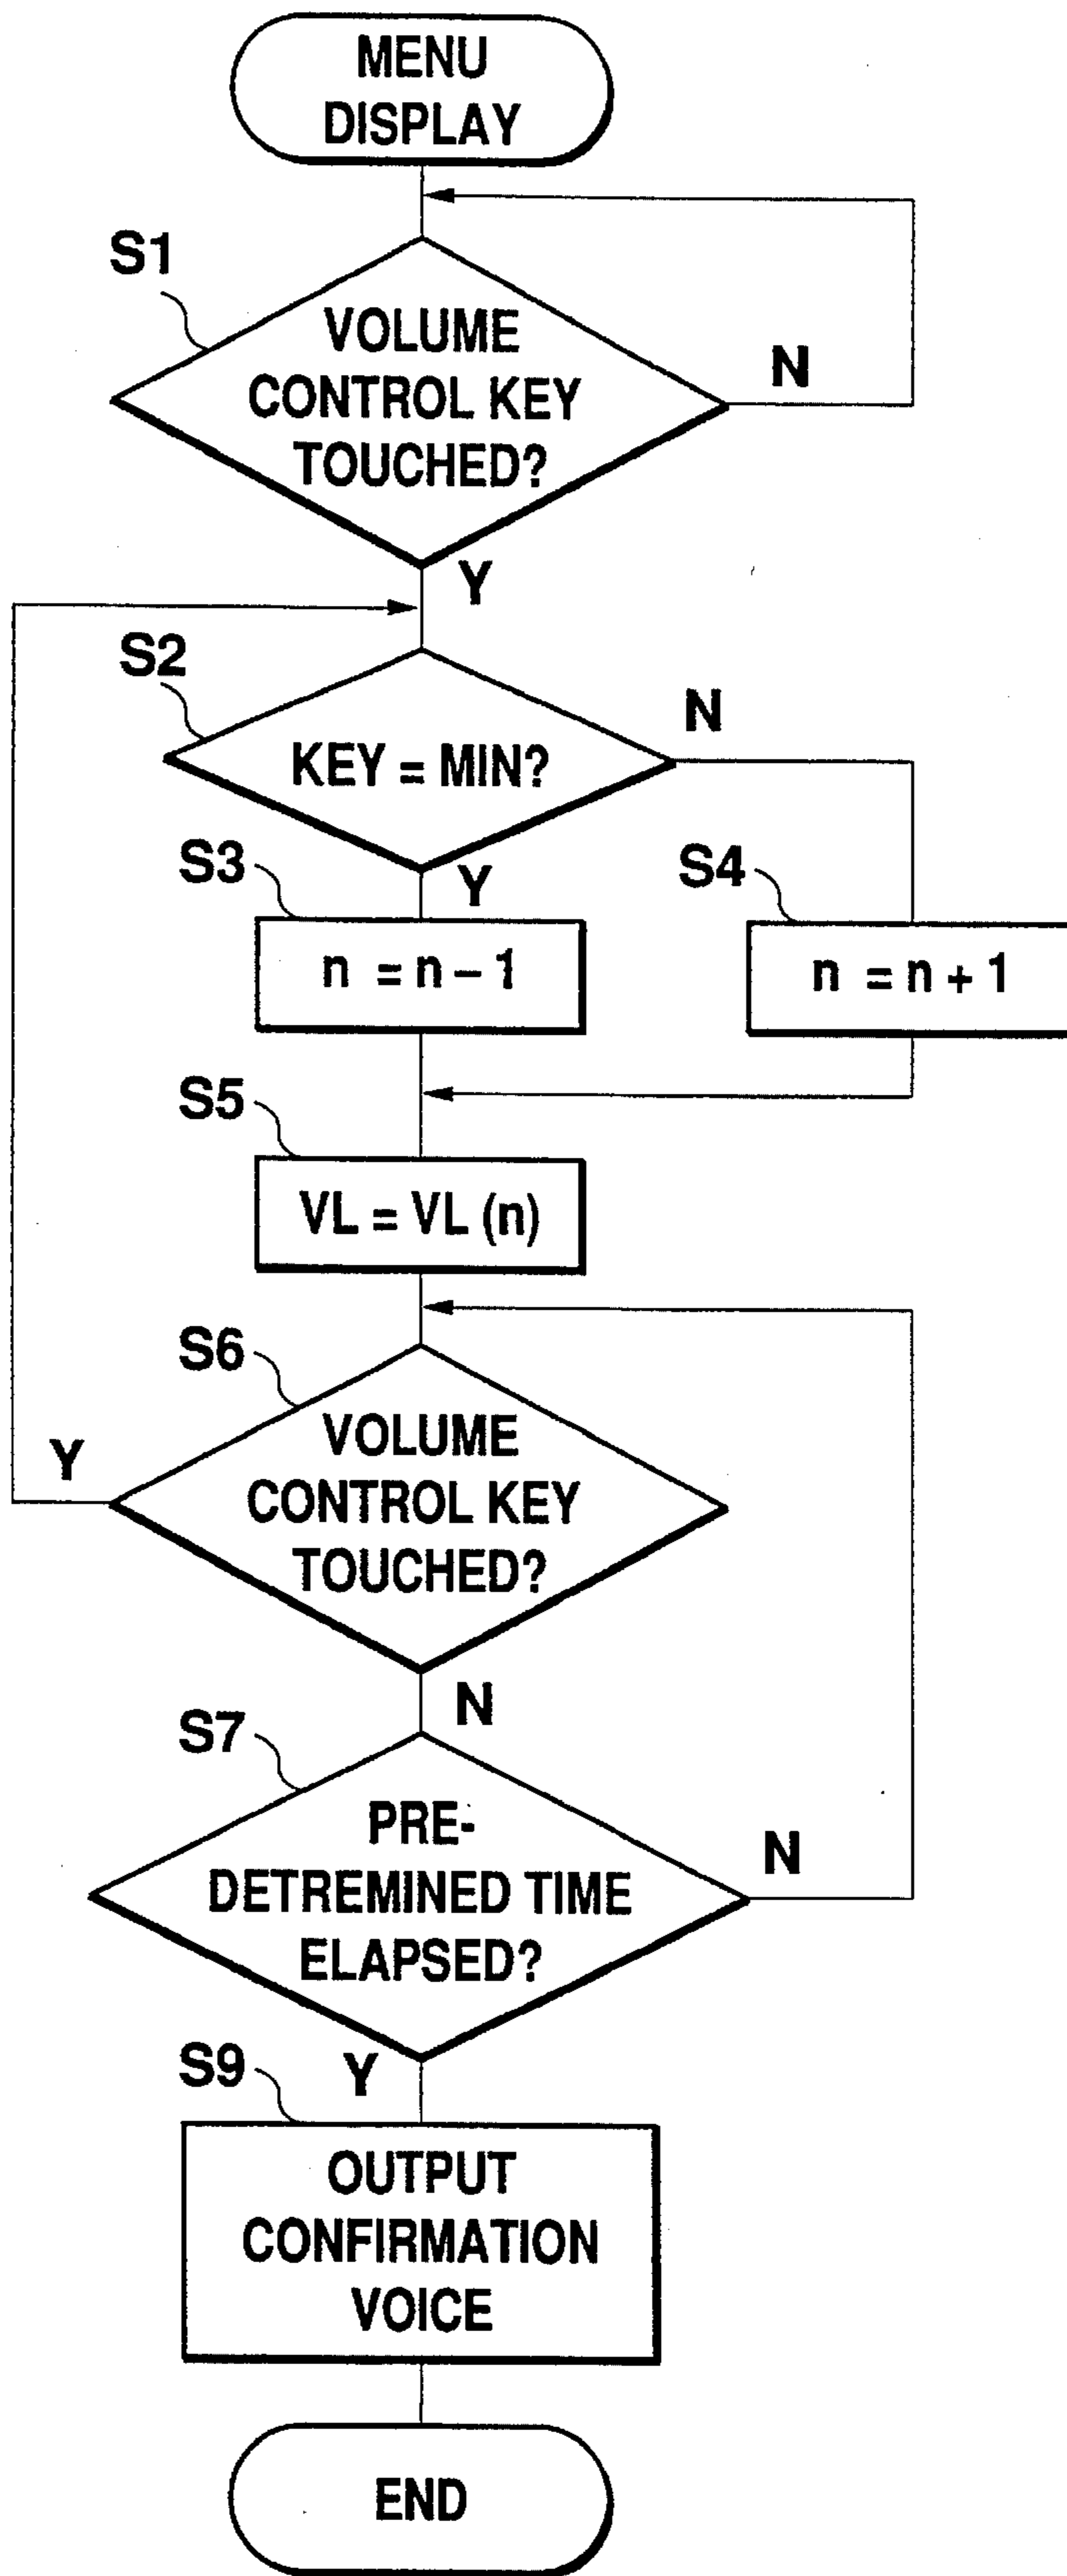 MENU
DISPLAY
S1
VOLUME
CONTROL KEY
TOUCHED?
N
Y
S2
KEY = MIN?
N
Y
S3
n = n – 1
S4
n = n + 1
S5
VL = VL (n)
S6
VOLUME
CONTROL KEY
TOUCHED?
Y
N
S7
PRE-
DETREMINED TIME
ELAPSED?
N
Y
S9
OUTPUT
CONFIRMATION
VOICE
END